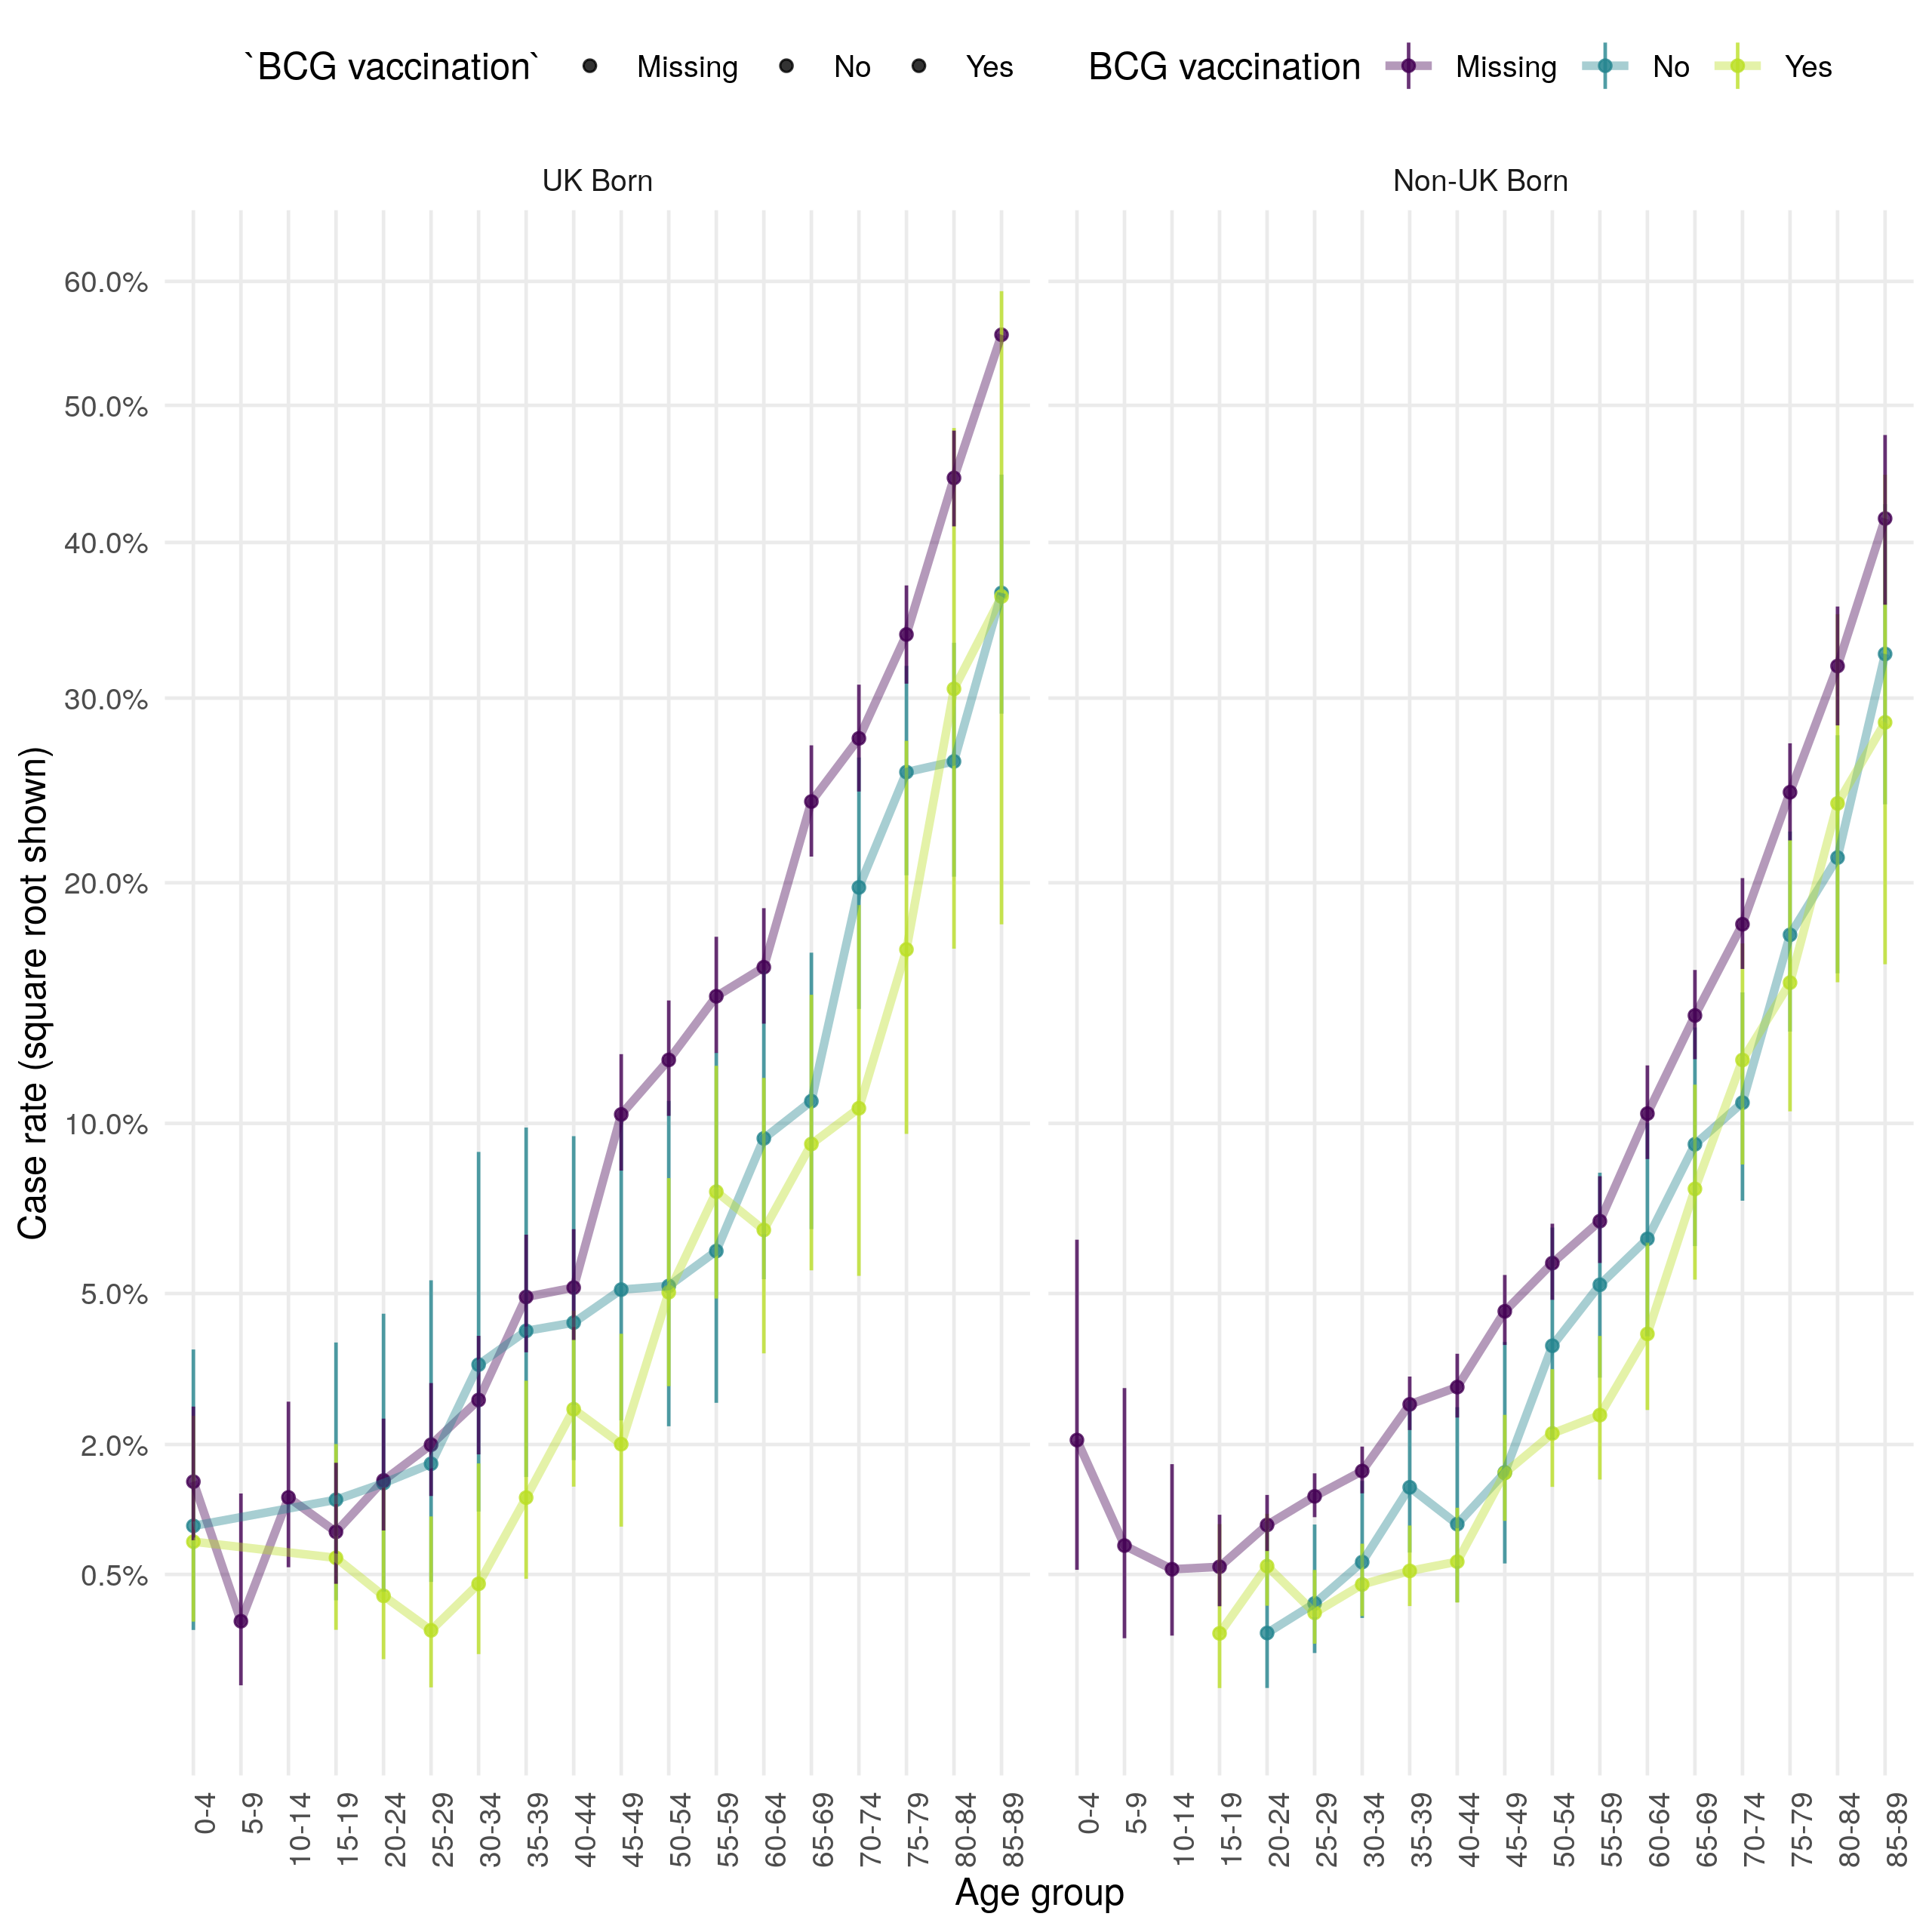 `BCG vaccination` Missing No Yes BCG vaccination Missing No Yes
UK Born Non-UK Born
60.0%
50.0%
40.0%
30.0%
20.0%
10.0%
5.0%
2.0%
0.5%
Case rate (square root shown)
0-4 5-9 10-14 15-19 20-24 25-29 30-34 35-39 40-44 45-49 50-54 55-59 60-64 65-69 70-74 75-79 80-84 85-89 0-4 5-9 10-14 15-19 20-24 25-29 30-34 35-39 40-44 45-49 50-54 55-59 60-64 65-69 70-74 75-79 80-84 85-89
Age group